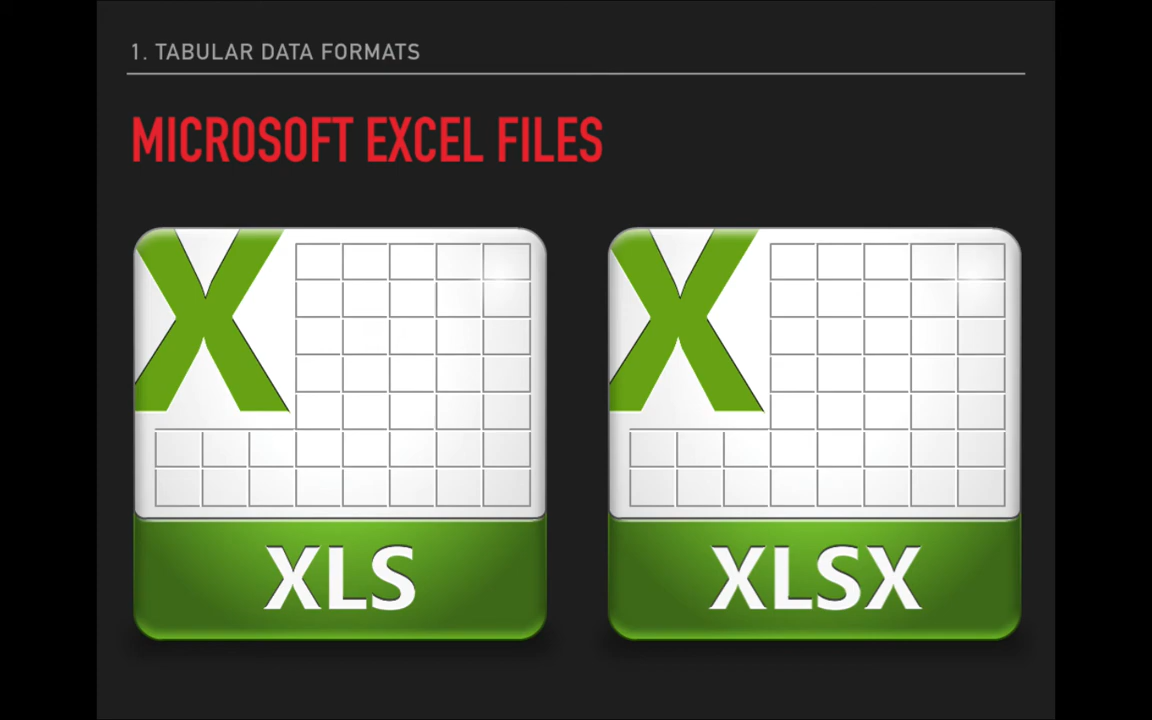 1. TABULAR DATA FORMATS
MICROSOFT EXCEL FILES
X
X
XLS
XLSX